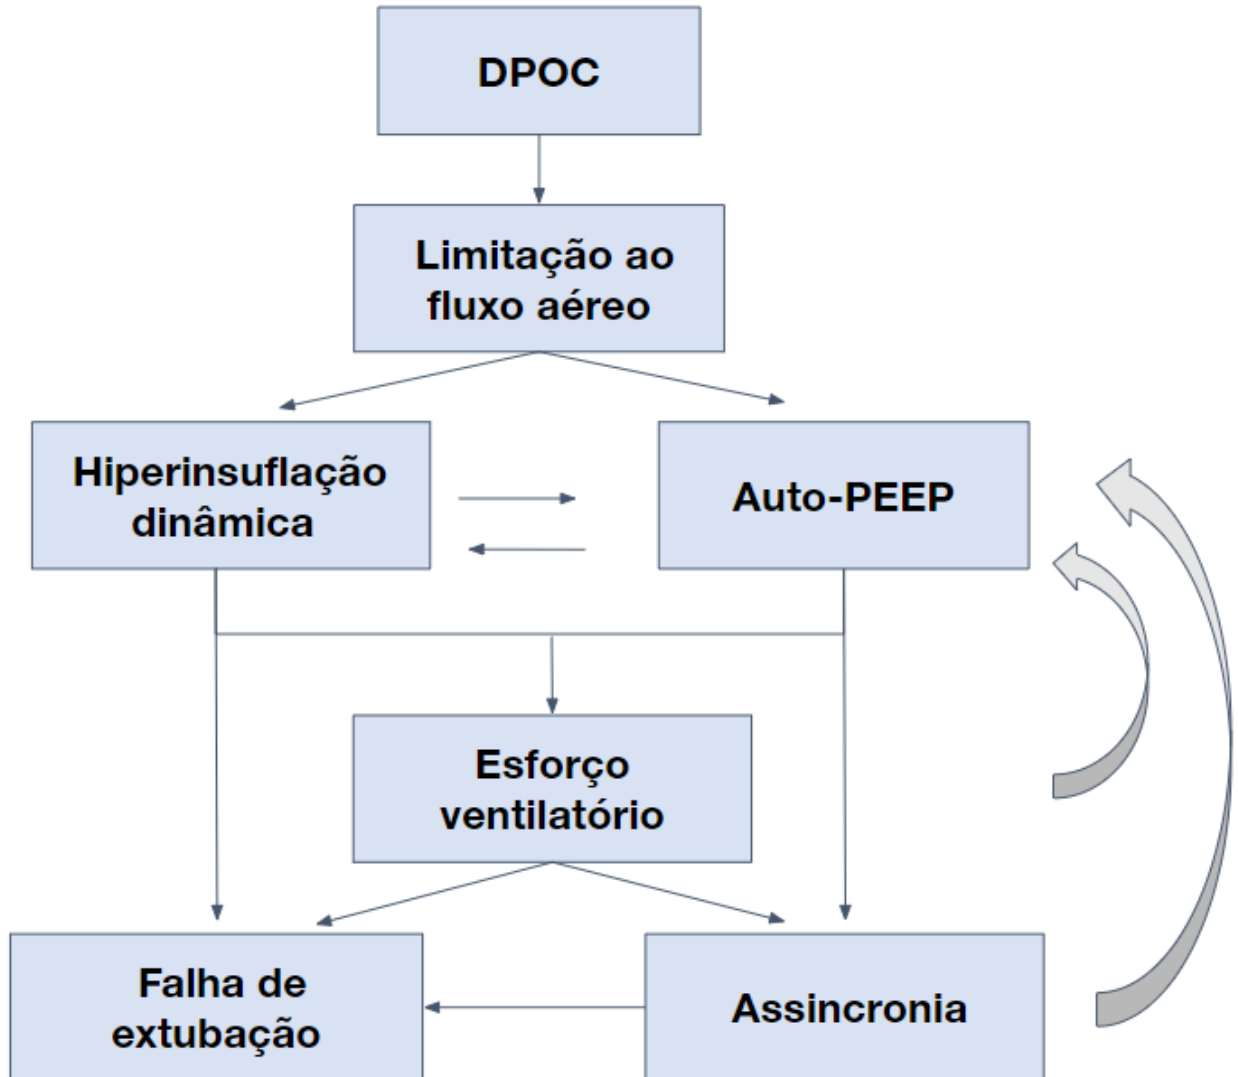 DPOC
Limitação ao
fluxo aéreo
Hiperinsuflação
dinâmica
Auto-PEEP
Esforço
ventilatório
Falha de
extubação
Assincronia